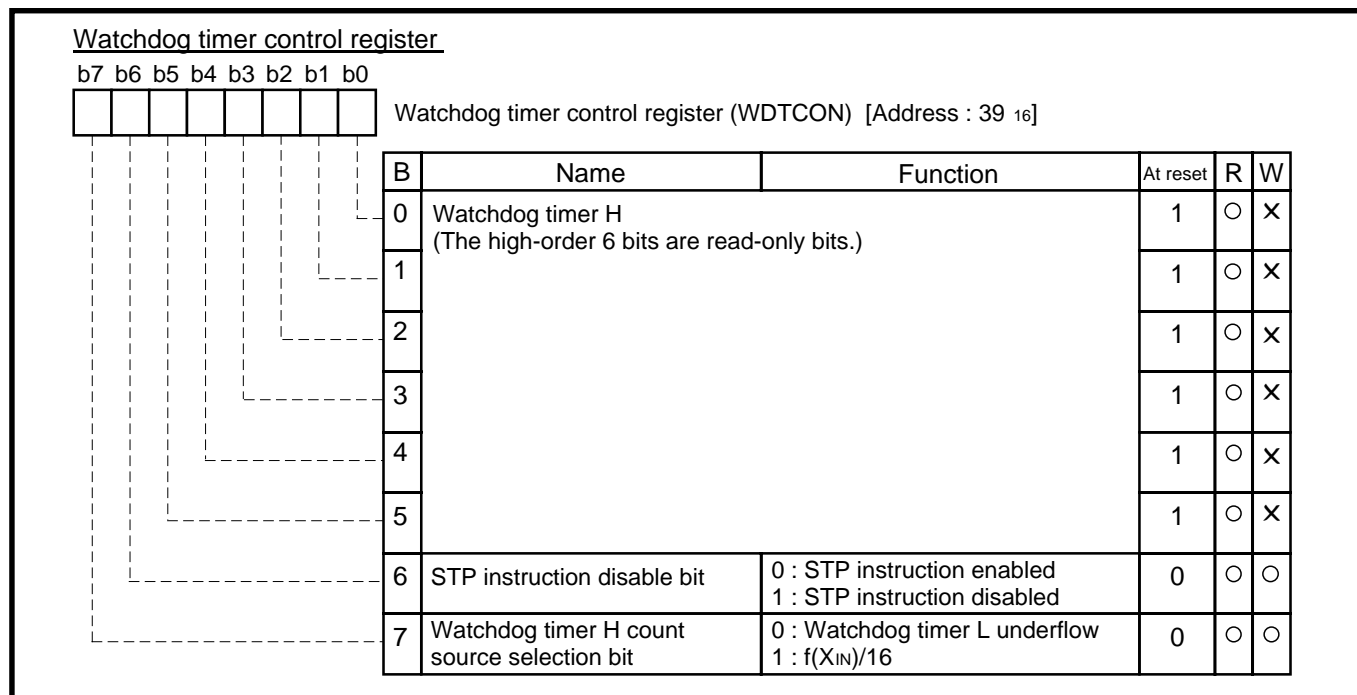 Watchdog timer control register
b7 b6 b5 b4 b3 b2 b1 b0
Watchdog timer control register (WDTCON) [Address : 39 16]
B Name Function At reset R W
0 Watchdog timer H 1 ○ ×
(The high-order 6 bits are read-only bits.)
1 1 ○ ×
2 1 ○ ×
3 1 ○ ×
4 1 ○ ×
5 1 ○ ×
6 STP instruction disable bit 0 : STP instruction enabled 0 ○ ○
1 : STP instruction disabled
7 Watchdog timer H count 0 : Watchdog timer L underflow 0 ○ ○
source selection bit 1 : f(XIN)/16